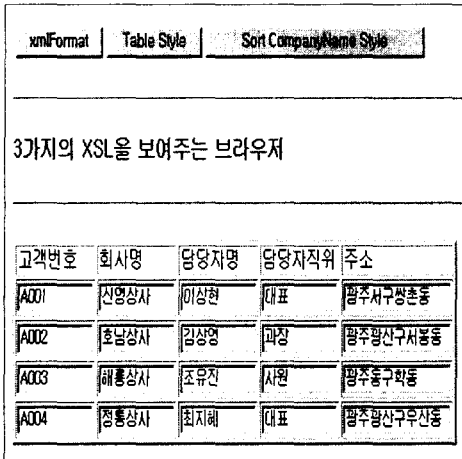 xmlFormat Table Style Sort CompanyName Style
3가지의 XSL을 보여주는 브라우저
고객번호 회사명 담당자명 담당자직위 주소
A001 신영상사 이상현 대표 광주서구쌍촌동
A002 호남상사 김상영 과장 광주광산구서봉동
A003 해룡상사 조유진 사원 광주동구학동
A004 정통상사 최지혜 대표 광주광산구우산동